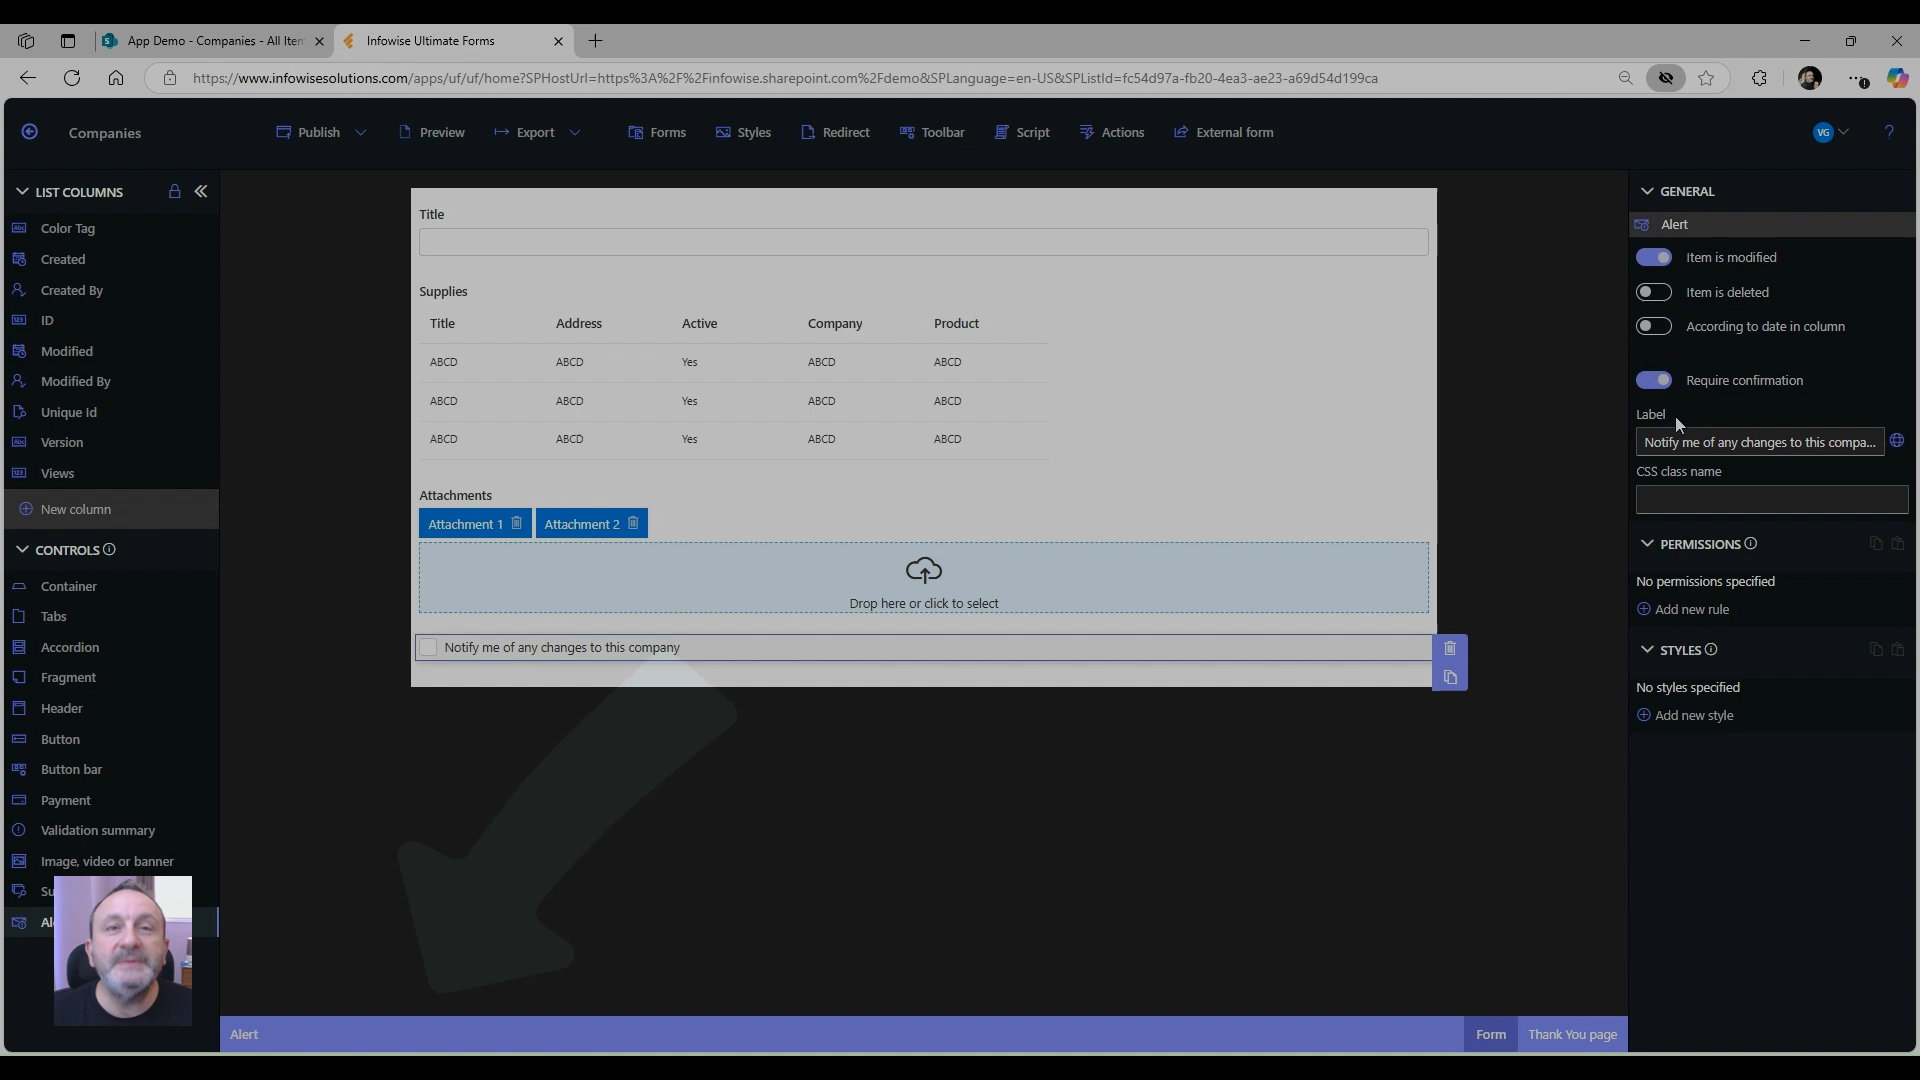 App Demo - Companies - All Iten
Infowise Ultimate Forms
https://www.infowisesolutions.com/apps/uf/uf/home?SPHostUrl=https%3A%2F%2Finfowise.sharepoint.com%2Fdemo&SPLanguage=en-US&SPListId=fc54d97a-fb20-4ea3-ae23-a69d54d199ca
Companies
Publish
Preview
Export
Forms
Styles
Redirect
Toolbar
Script
Actions
External form
VG
?
LIST COLUMNS
Color Tag
Created
Created By
ID
Modified
Modified By
Unique Id
Version
Views
New column
CONTROLS
Container
Tabs
Accordion
Fragment
Header
Button
Button bar
Payment
Validation summary
Image, video or banner
Su
Al
Title
Supplies
Title Address Active Company Product
ABCD ABCD Yes ABCD ABCD
ABCD ABCD Yes ABCD ABCD
ABCD ABCD Yes ABCD ABCD
Attachments
Attachment 1 Attachment 2
Drop here or click to select
Notify me of any changes to this company
Alert
Form
Thank You page
GENERAL
Alert
Item is modified
Item is deleted
According to date in column
Require confirmation
Label
Notify me of any changes to this compa...
CSS class name
PERMISSIONS
No permissions specified
Add new rule
STYLES
No styles specified
Add new style